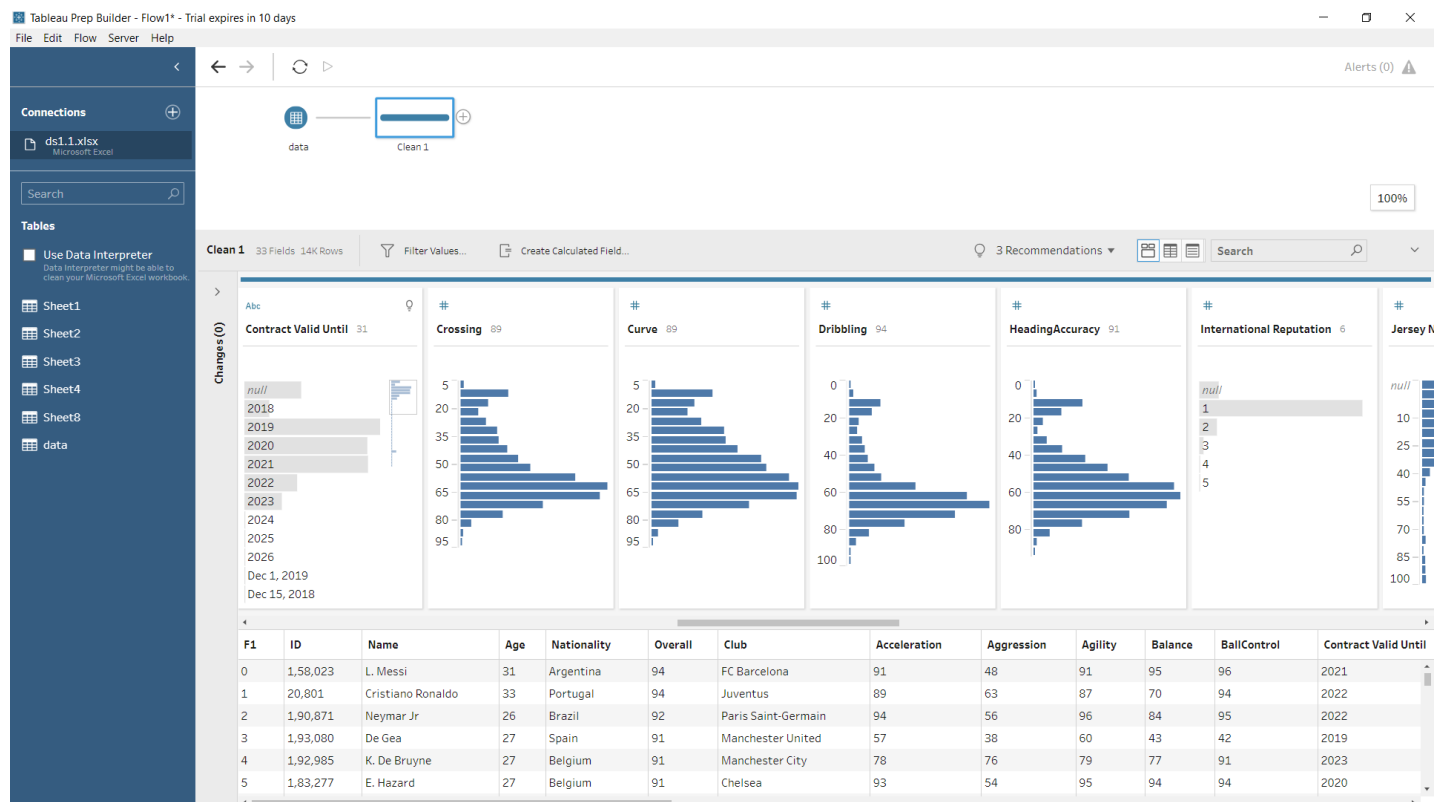 Tableau Prep Builder - Flow1* - Trial expires in 10 days
File Edit Flow Server Help
Alerts (0)
Connections
ds1.1.xlsx
Microsoft Excel
data
Clean 1
Search
100%
Tables
Use Data Interpreter
Data Interpreter might be able to
clean your Microsoft Excel workbook.
Sheet1
Sheet2
Sheet3
Sheet4
Sheet8
data
Clean 1 33 Fields 14K Rows Filter Values... Create Calculated Field... 3 Recommendations Search
Changes (0)
Abc
Contract Valid Until 31
null
2018
2019
2020
2021
2022
2023
2024
2025
2026
Dec 1, 2019
Dec 15, 2018
#
Crossing 89
5
20
35
50
65
80
95
#
Curve 89
5
20
35
50
65
80
95
#
Dribbling 94
0
20
40
60
80
100
#
HeadingAccuracy 91
0
20
40
60
80
#
International Reputation 6
null
1
2
3
4
5
#
Jersey N
null
10
25
40
55
70
85
100
F1 ID Name Age Nationality Overall Club Acceleration Aggression Agility Balance BallControl Contract Valid Until
0 1,58,023 L. Messi 31 Argentina 94 FC Barcelona 91 48 91 95 96 2021
1 20,801 Cristiano Ronaldo 33 Portugal 94 Juventus 89 63 87 70 94 2022
2 1,90,871 Neymar Jr 26 Brazil 92 Paris Saint-Germain 94 56 96 84 95 2022
3 1,93,080 De Gea 27 Spain 91 Manchester United 57 38 60 43 42 2019
4 1,92,985 K. De Bruyne 27 Belgium 91 Manchester City 78 76 79 77 91 2023
5 1,83,277 E. Hazard 27 Belgium 91 Chelsea 93 54 95 94 94 2020